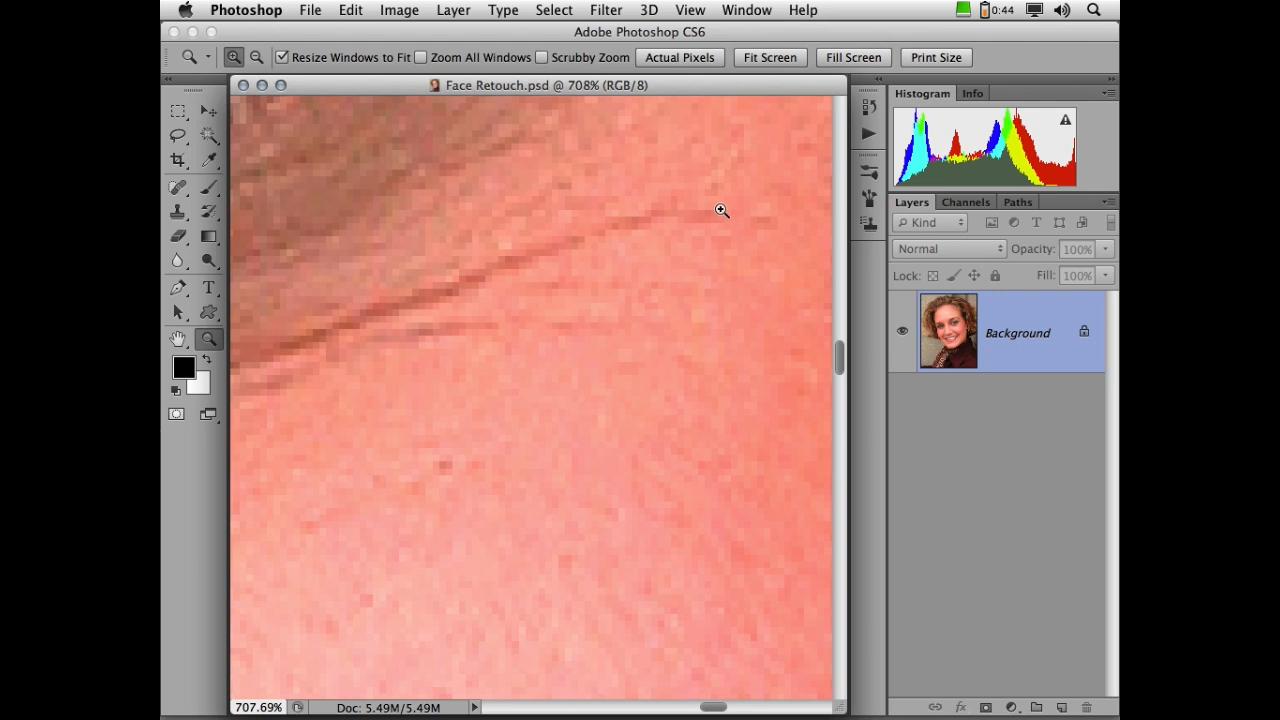 Photoshop File Edit Image Layer Type Select Filter 3D View Window Help 0:44
Adobe Photoshop CS6
Resize Windows to Fit Zoom All Windows Scrubby Zoom Actual Pixels Fit Screen Fill Screen Print Size
Face Retouch.psd @ 708% (RGB/8)
Histogram Info
Layers Channels Paths
Kind
Normal Opacity: 100%
Lock: Fill: 100%
Background
707.69% Doc: 5.49M/5.49M